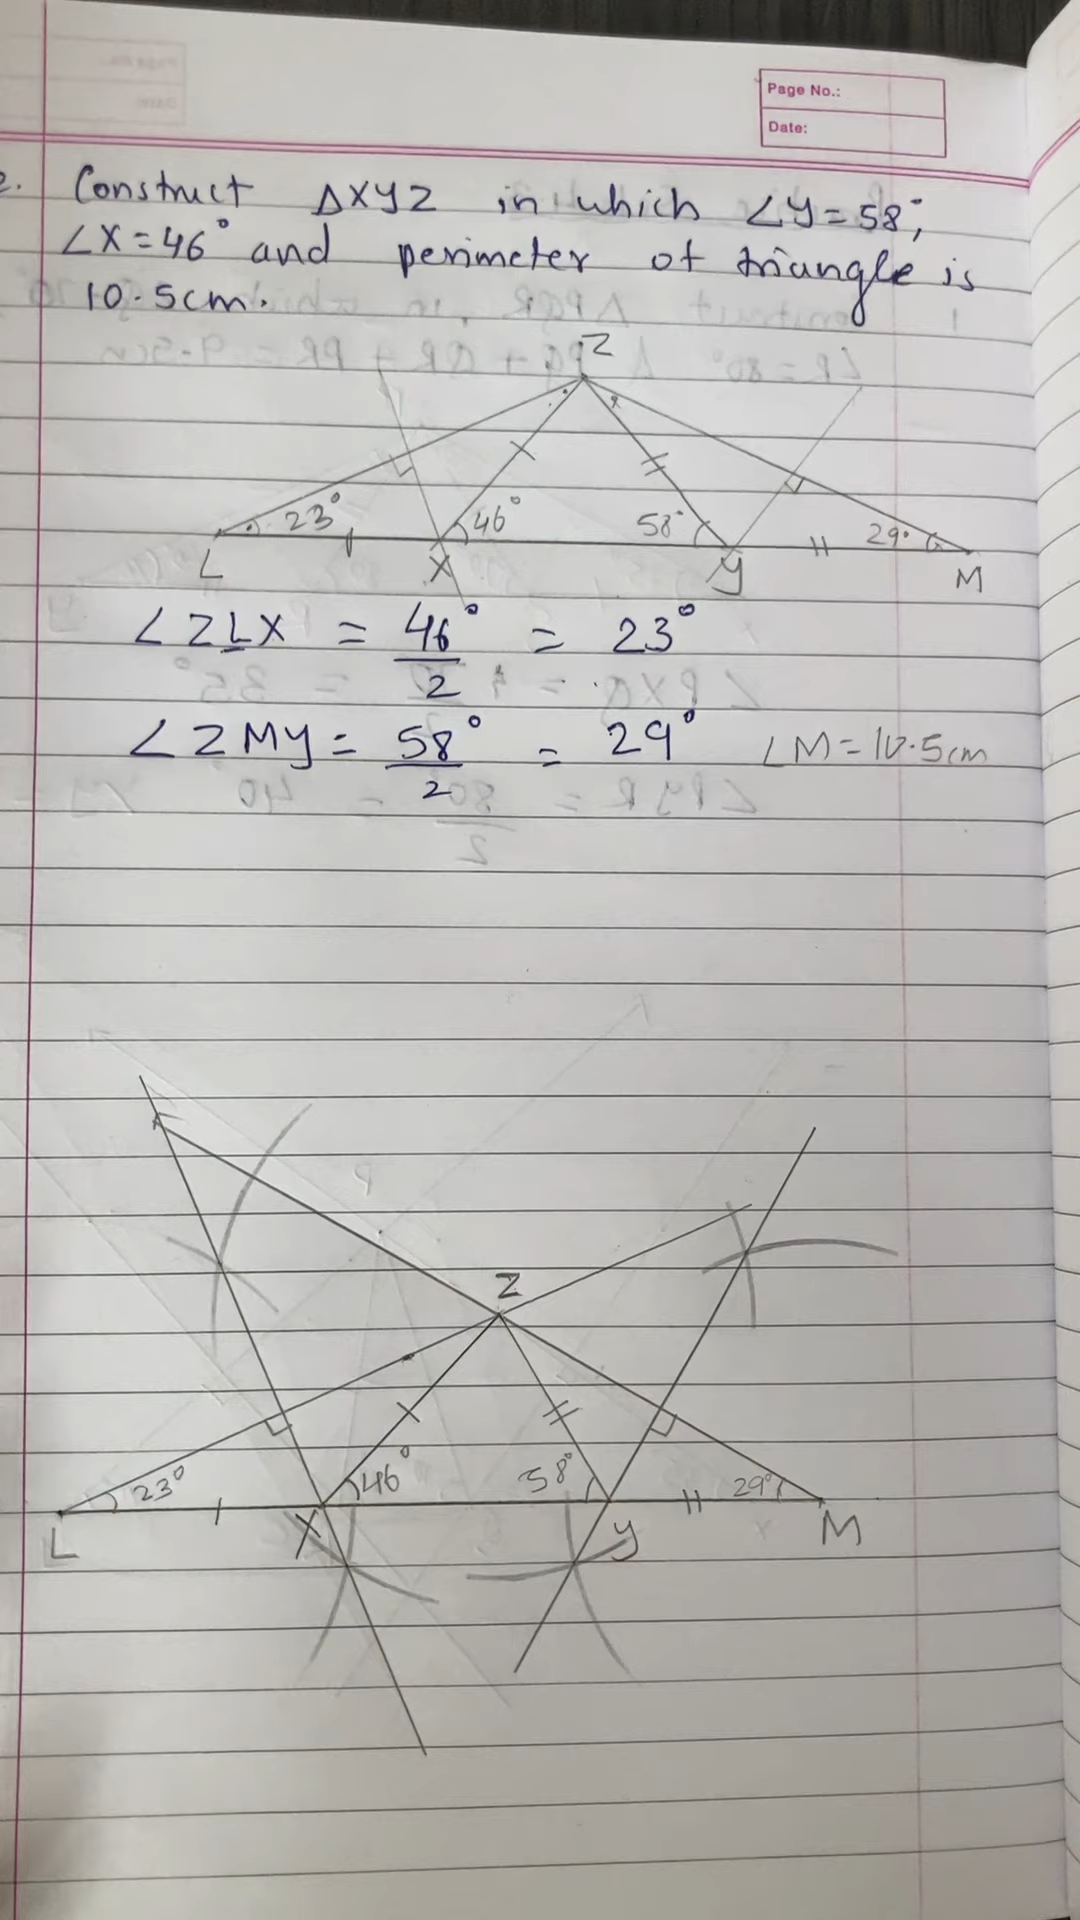 Page No.:
Date:
2. Construct ΔXYZ in which ∠Y=58°,
∠X=46° and perimeter of triangle is
10.5cm.
Z
23° 46° 58° 29°
L X Y M
∠ZLX = 46°/2 = 23°
∠ZMY = 58°/2 = 29° LM=10.5cm
Z
23° 46° 58° 29°
L X Y M